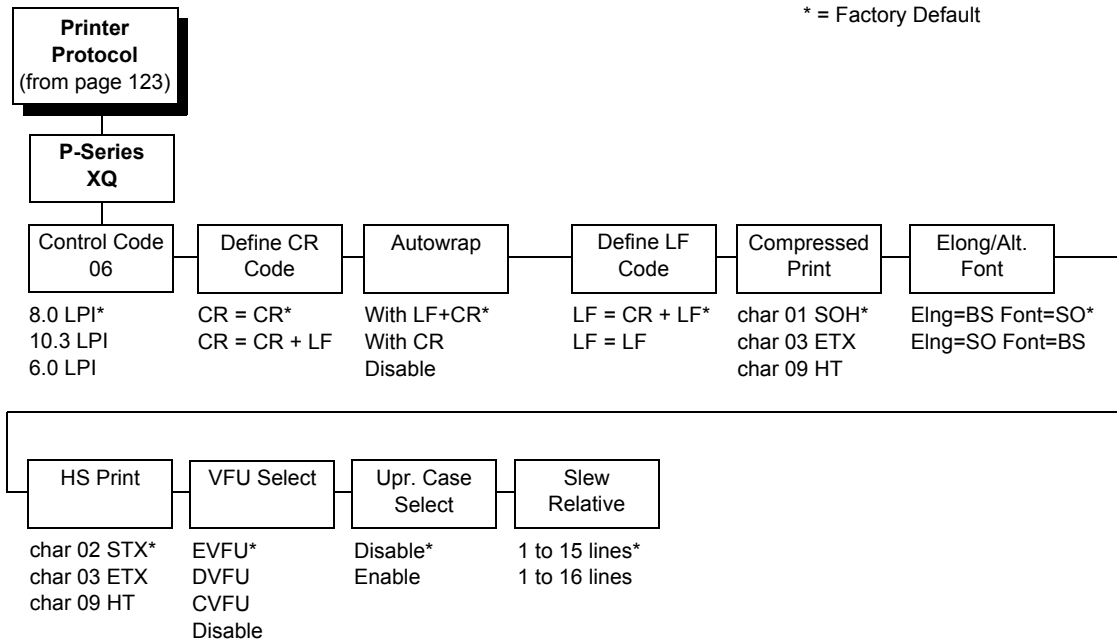 * = Factory Default
Printer
Protocol
(from page 123)
P-Series
XQ
Control Code
06
8.0 LPI*
10.3 LPI
6.0 LPI
Define CR
Code
CR = CR*
CR = CR + LF
Autowrap
With LF+CR*
With CR
Disable
Define LF
Code
LF = CR + LF*
LF = LF
Compressed
Print
char 01 SOH*
char 03 ETX
char 09 HT
Elong/Alt.
Font
Elng=BS Font=SO*
Elng=SO Font=BS
HS Print
char 02 STX*
char 03 ETX
char 09 HT
VFU Select
EVFU*
DVFU
CVFU
Disable
Upr. Case
Select
Disable*
Enable
Slew
Relative
1 to 15 lines*
1 to 16 lines